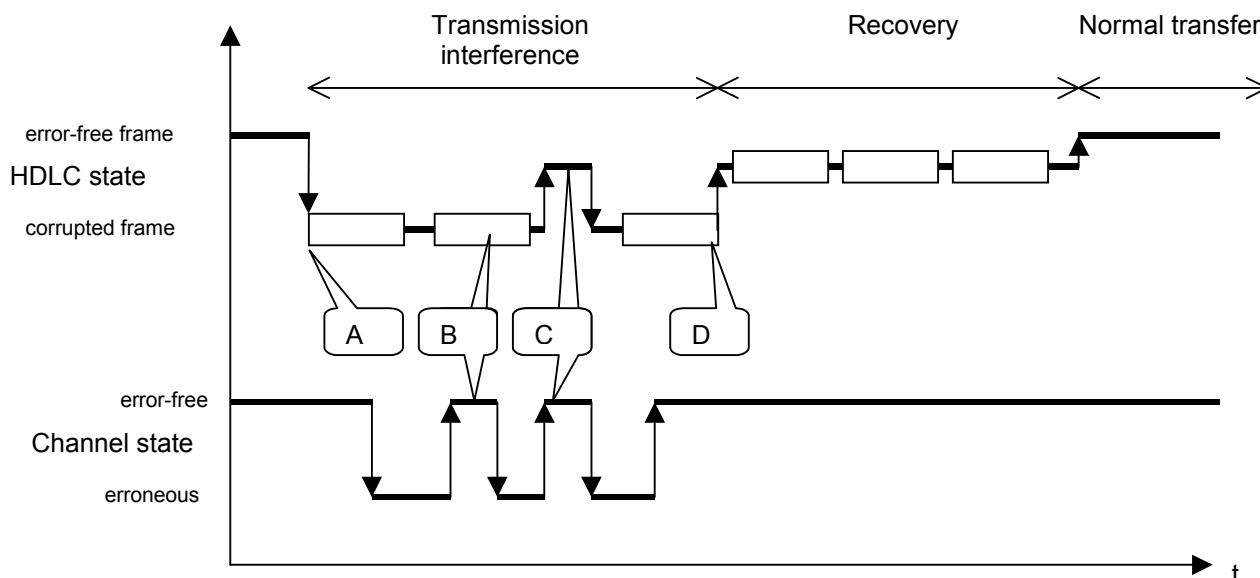 Transmission
interference
Recovery
Normal transfer
error-free frame
HDLC state
corrupted frame
A
B
C
D
error-free
Channel state
erroneous
t